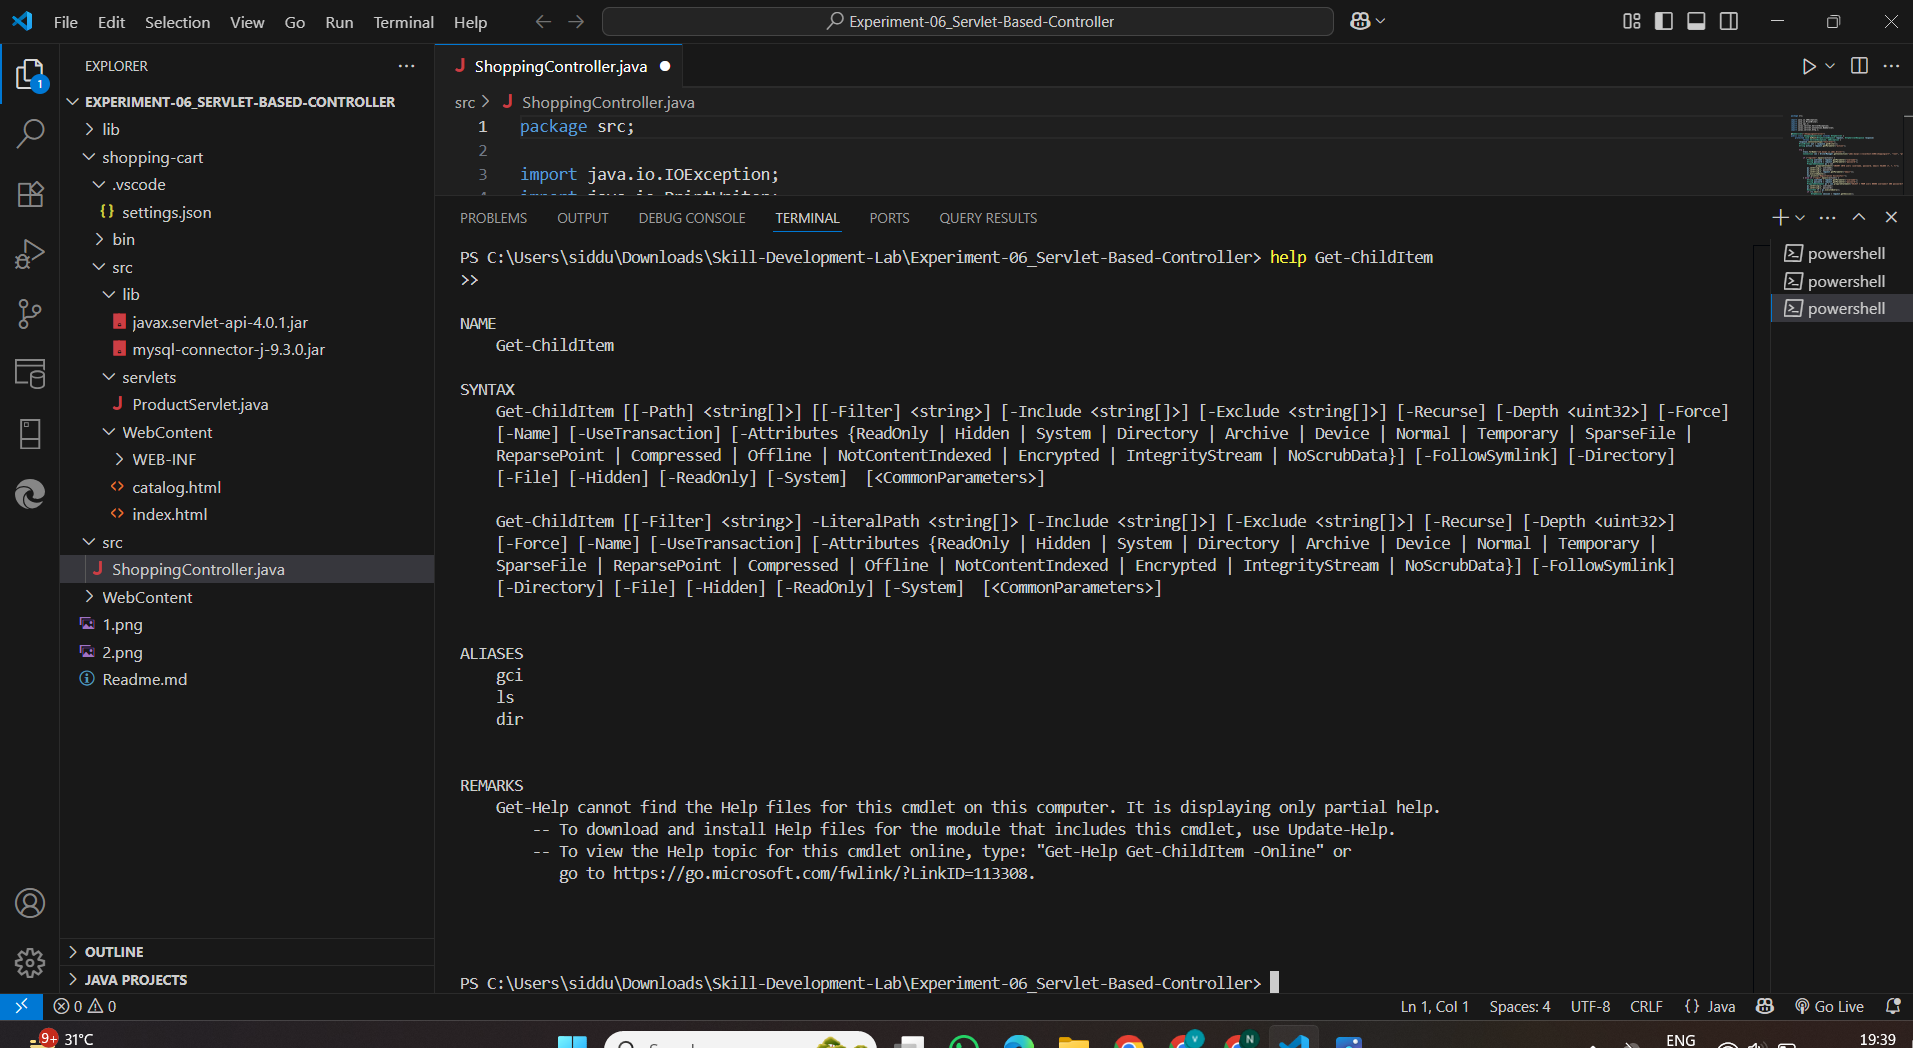 File Edit Selection View Go Run Terminal Help
Experiment-06_Servlet-Based-Controller
1
EXPLORER
EXPERIMENT-06_SERVLET-BASED-CONTROLLER
lib
shopping-cart
.vscode
{} settings.json
bin
src
lib
javax.servlet-api-4.0.1.jar
mysql-connector-j-9.3.0.jar
servlets
J ProductServlet.java
WebContent
WEB-INF
<> catalog.html
<> index.html
src
J ShoppingController.java
WebContent
1.png
2.png
Readme.md
OUTLINE
JAVA PROJECTS
J ShoppingController.java
src > J ShoppingController.java
1 package src;
2
3 import java.io.IOException;
4 import java.io.PrintWriter;
PROBLEMS OUTPUT DEBUG CONSOLE TERMINAL PORTS QUERY RESULTS
PS C:\Users\siddu\Downloads\Skill-Development-Lab\Experiment-06_Servlet-Based-Controller> help Get-ChildItem
>>
NAME
Get-ChildItem
SYNTAX
Get-ChildItem [[-Path] <string[]>] [[-Filter] <string>] [-Include <string[]>] [-Exclude <string[]>] [-Recurse] [-Depth <uint32>] [-Force]
[-Name] [-UseTransaction] [-Attributes {ReadOnly | Hidden | System | Directory | Archive | Device | Normal | Temporary | SparseFile |
ReparsePoint | Compressed | Offline | NotContentIndexed | Encrypted | IntegrityStream | NoScrubData}] [-FollowSymlink] [-Directory]
[-File] [-Hidden] [-ReadOnly] [-System]  [<CommonParameters>]
Get-ChildItem [[-Filter] <string>] -LiteralPath <string[]> [-Include <string[]>] [-Exclude <string[]>] [-Recurse] [-Depth <uint32>]
[-Force] [-Name] [-UseTransaction] [-Attributes {ReadOnly | Hidden | System | Directory | Archive | Device | Normal | Temporary |
SparseFile | ReparsePoint | Compressed | Offline | NotContentIndexed | Encrypted | IntegrityStream | NoScrubData}] [-FollowSymlink]
[-Directory] [-File] [-Hidden] [-ReadOnly] [-System]  [<CommonParameters>]
ALIASES
gci
ls
dir
REMARKS
Get-Help cannot find the Help files for this cmdlet on this computer. It is displaying only partial help.
-- To download and install Help files for the module that includes this cmdlet, use Update-Help.
-- To view the Help topic for this cmdlet online, type: "Get-Help Get-ChildItem -Online" or
go to https://go.microsoft.com/fwlink/?LinkID=113308.
PS C:\Users\siddu\Downloads\Skill-Development-Lab\Experiment-06_Servlet-Based-Controller>
powershell
powershell
powershell
0 0
Ln 1, Col 1 Spaces: 4 UTF-8 CRLF {} Java Go Live
9+ 31°C
V
N
ENG
19:39